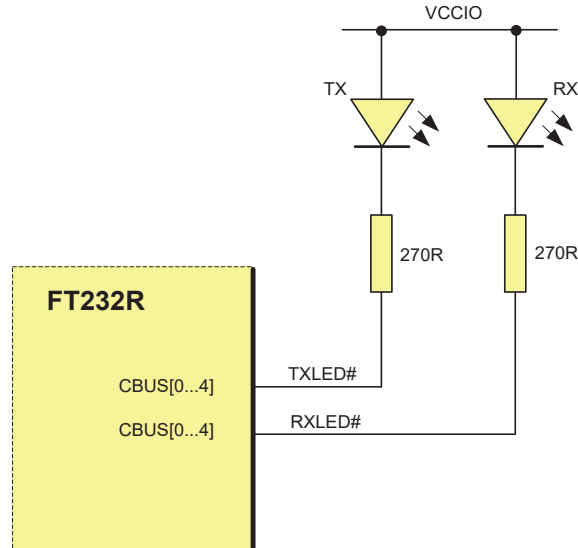 VCCIO
TX
RX
270R
270R
FT232R
TXLED#
CBUS[0...4]
RXLED#
CBUS[0...4]